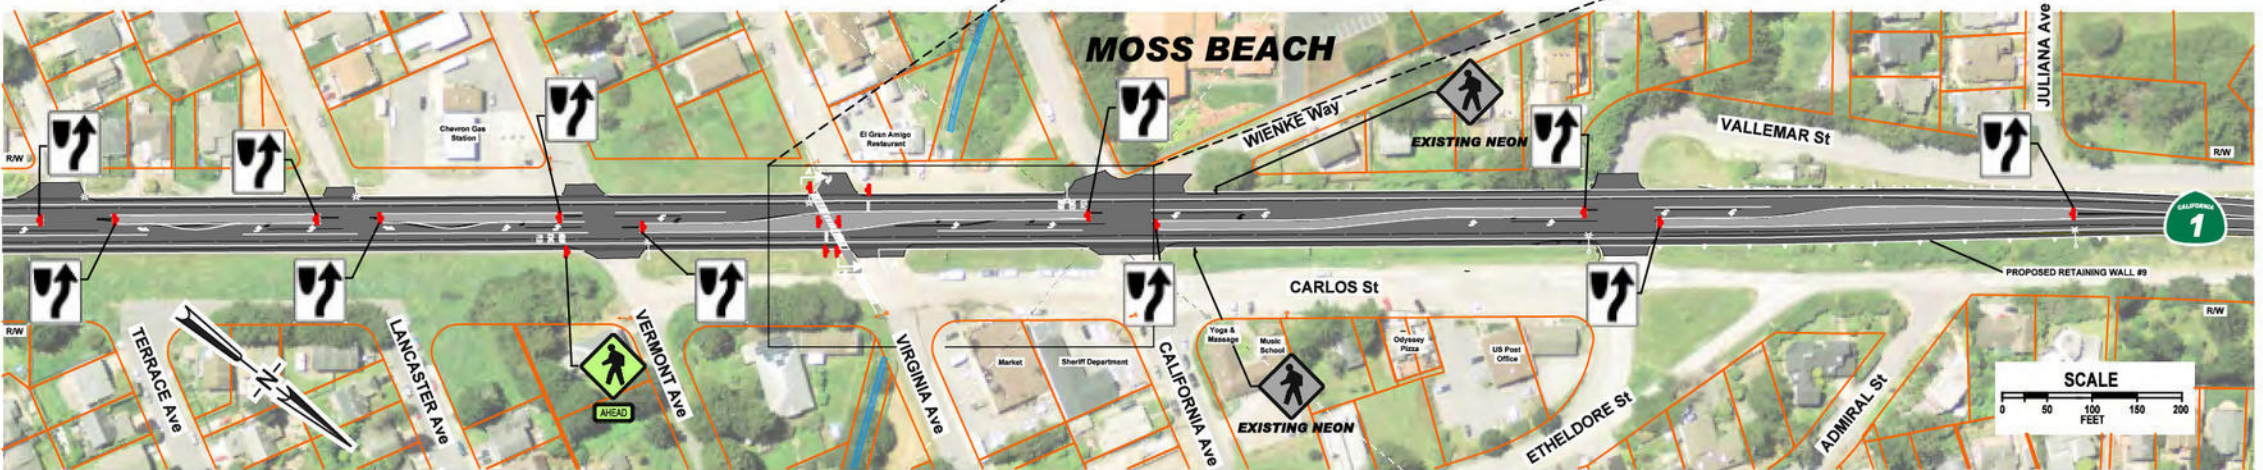 MOSS BEACH
JULIANA Ave
Chevron Gas
Station
El Gran Amigo
Restaurant
WIENKE Way
EXISTING NEON
VALLEMAR St
R/W
R/W
CALIFORNIA
1
PROPOSED RETAINING WALL #9
CARLOS St
R/W
R/W
TERRACE Ave
LANCASTER Ave
VERMONT Ave
VIRGINIA Ave
CALIFORNIA Ave
N
AHEAD
Market
Sheriff Department
Yoga &
Massage
Music
School
Odyssey
Pizza
US Post
Office
EXISTING NEON
ETHELDORE St
ADMIRAL St
SCALE
0 50 100 150 200
FEET